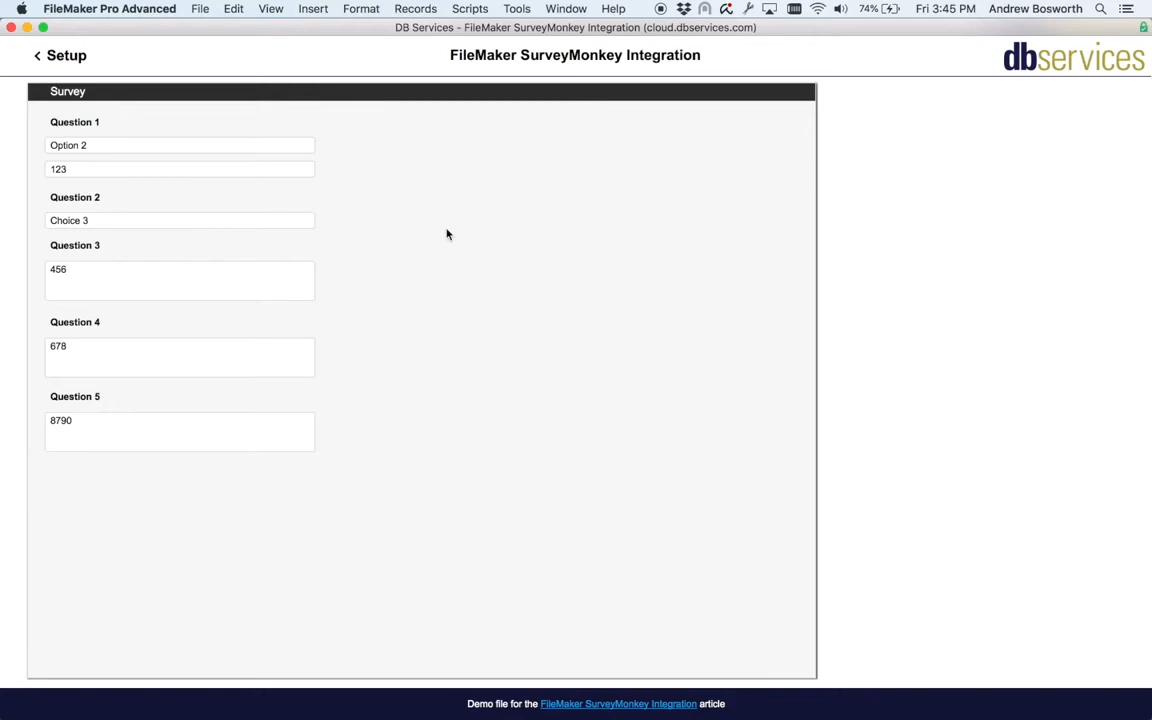 FileMaker Pro Advanced File Edit View Insert Format Records Scripts Tools Window Help 74% Fri 3:45 PM Andrew Bosworth
DB Services - FileMaker SurveyMonkey Integration (cloud.dbservices.com)
< Setup
FileMaker SurveyMonkey Integration
dbservices
Survey
Question 1
Option 2
123
Question 2
Choice 3
Question 3
456
Question 4
678
Question 5
8790
Demo file for the FileMaker SurveyMonkey Integration article